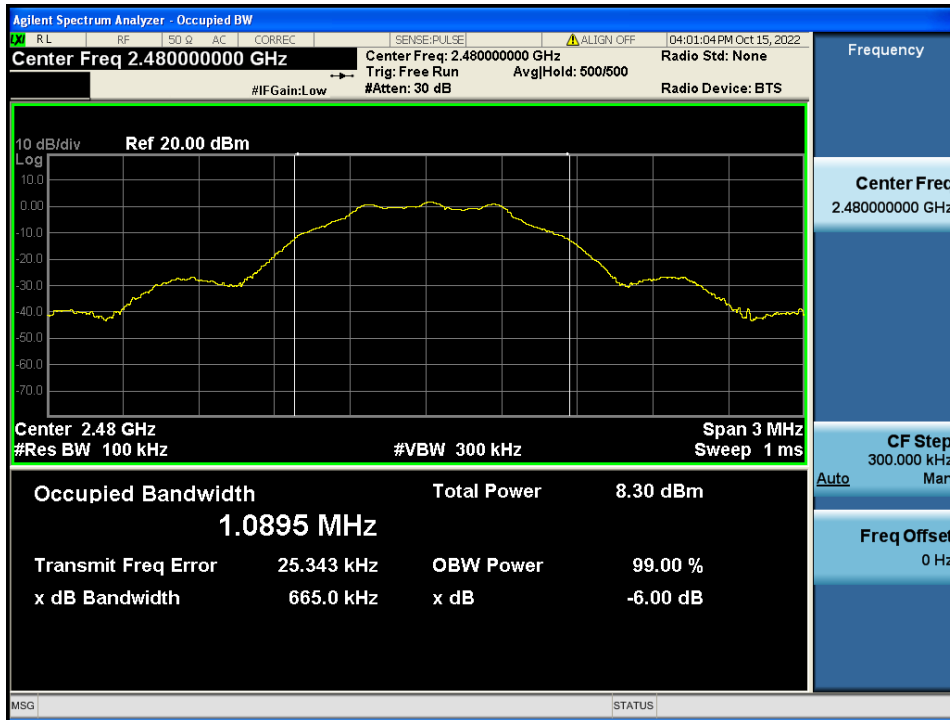 Agilent Spectrum Analyzer - Occupied BW
LXI RL RF 50 Ω AC CORREC SENSE:PULSE ALIGN OFF 04:01:04 PM Oct 15, 2022
Center Freq 2.480000000 GHz
Center Freq: 2.480000000 GHz Radio Std: None
Trig: Free Run Avg|Hold: 500/500
#IFGain:Low #Atten: 30 dB Radio Device: BTS
10 dB/div Ref 20.00 dBm
Log
10.0
0.00
-10.0
-20.0
-30.0
-40.0
-50.0
-60.0
-70.0
Center 2.48 GHz Span 3 MHz
#Res BW 100 kHz #VBW 300 kHz Sweep 1 ms
Occupied Bandwidth Total Power 8.30 dBm
1.0895 MHz
Transmit Freq Error 25.343 kHz OBW Power 99.00 %
x dB Bandwidth 665.0 kHz x dB -6.00 dB
Frequency
Center Freq
2.480000000 GHz
CF Step
300.000 kHz
Auto Man
Freq Offset
0 Hz
MSG STATUS